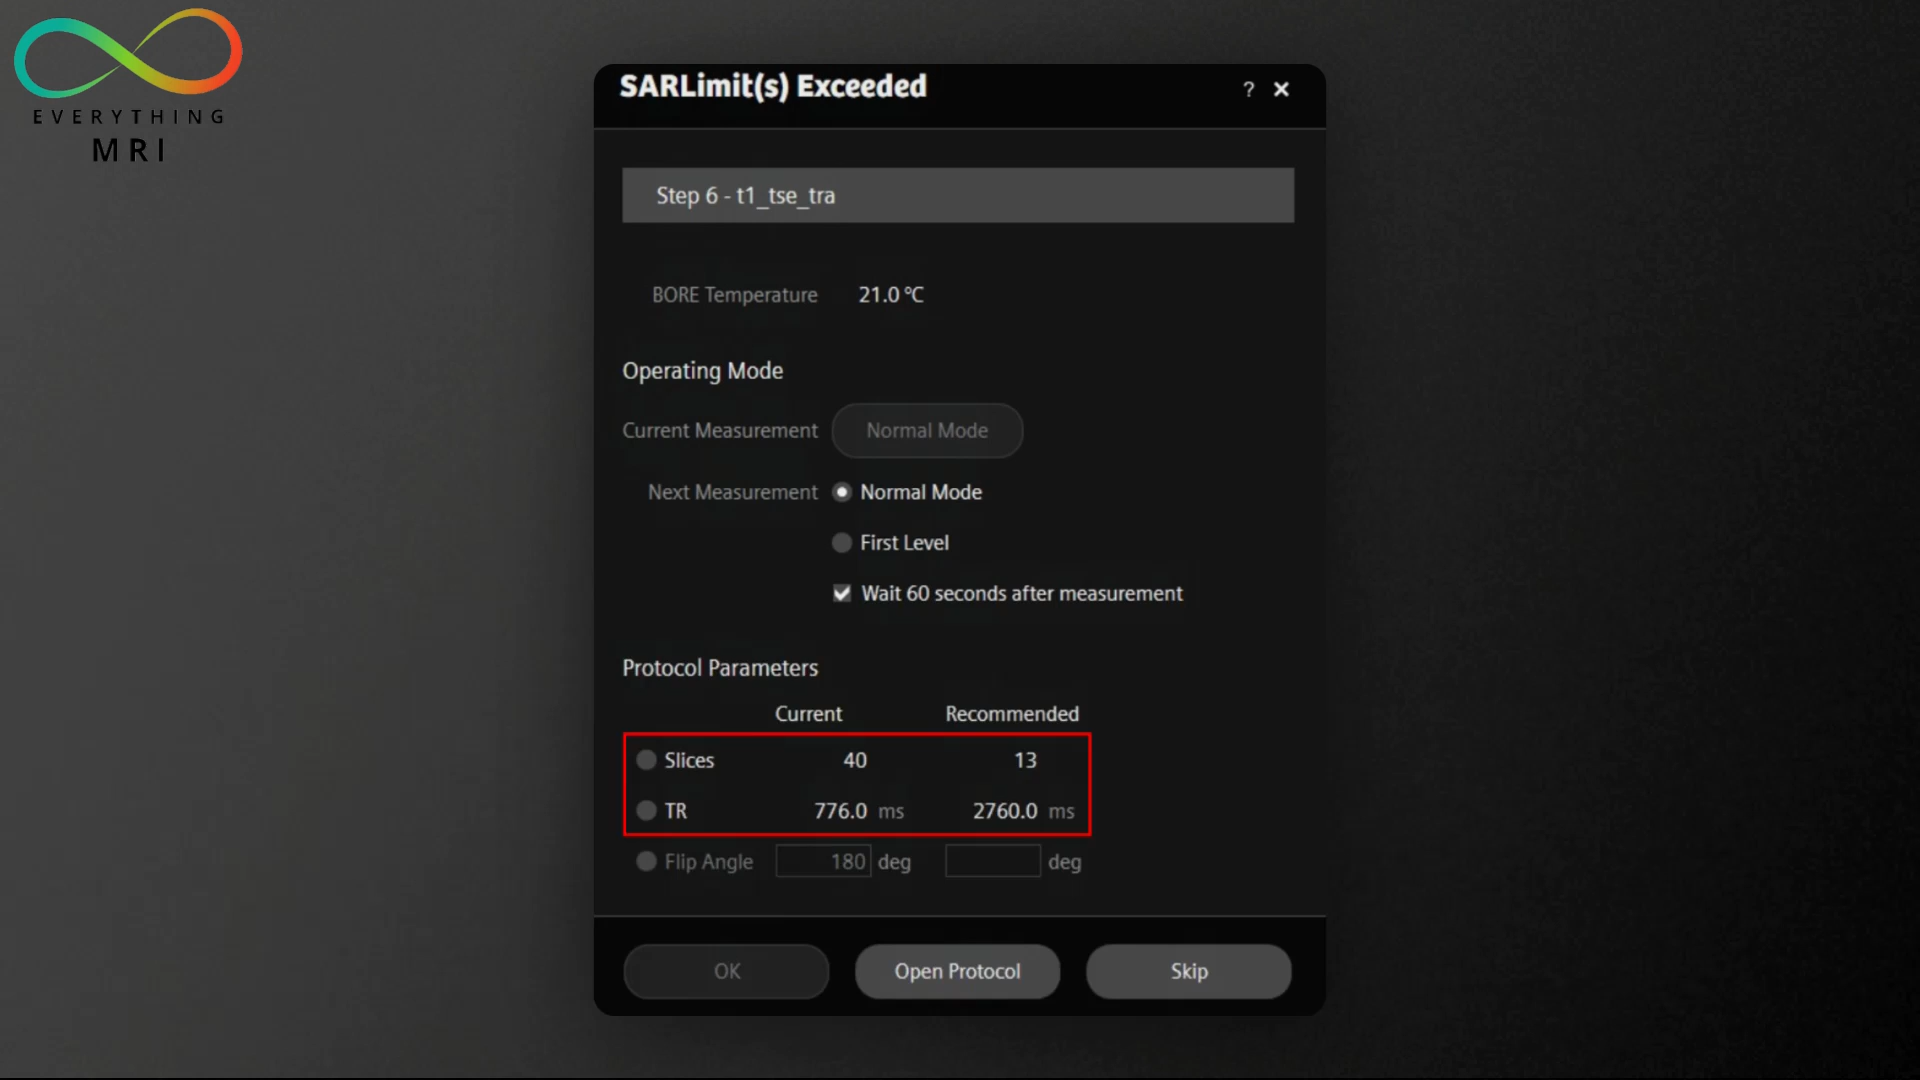 EVERYTHING
MRI
SARLimit(s) Exceeded
?
Step 6 - t1_tse_tra
BORE Temperature 21.0 °C
Operating Mode
Current Measurement Normal Mode
Next Measurement Normal Mode
First Level
Wait 60 seconds after measurement
Protocol Parameters
Current Recommended
Slices 40 13
TR 776.0 ms 2760.0 ms
Flip Angle 180 deg deg
OK Open Protocol Skip